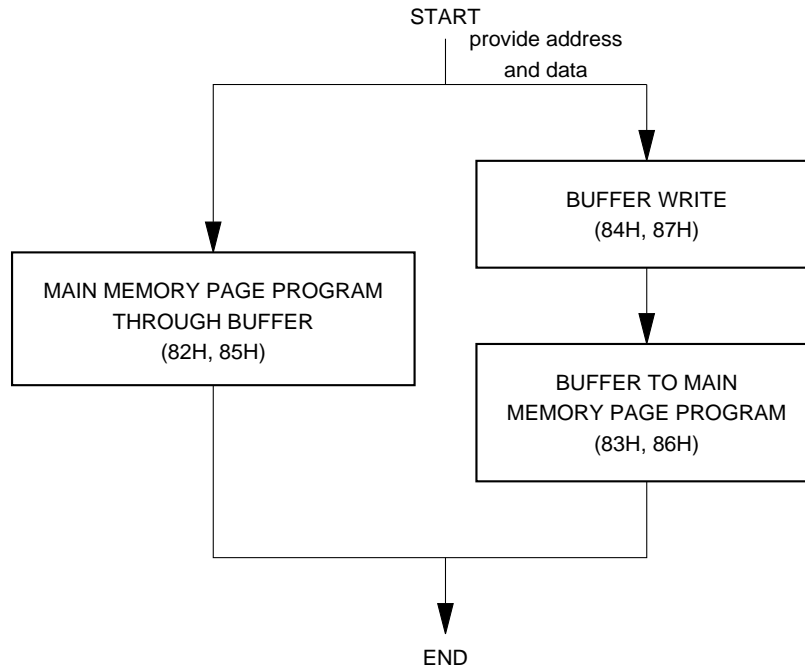 START
provide address
and data
BUFFER WRITE
(84H, 87H)
MAIN MEMORY PAGE PROGRAM
THROUGH BUFFER
(82H, 85H)
BUFFER TO MAIN
MEMORY PAGE PROGRAM
(83H, 86H)
END